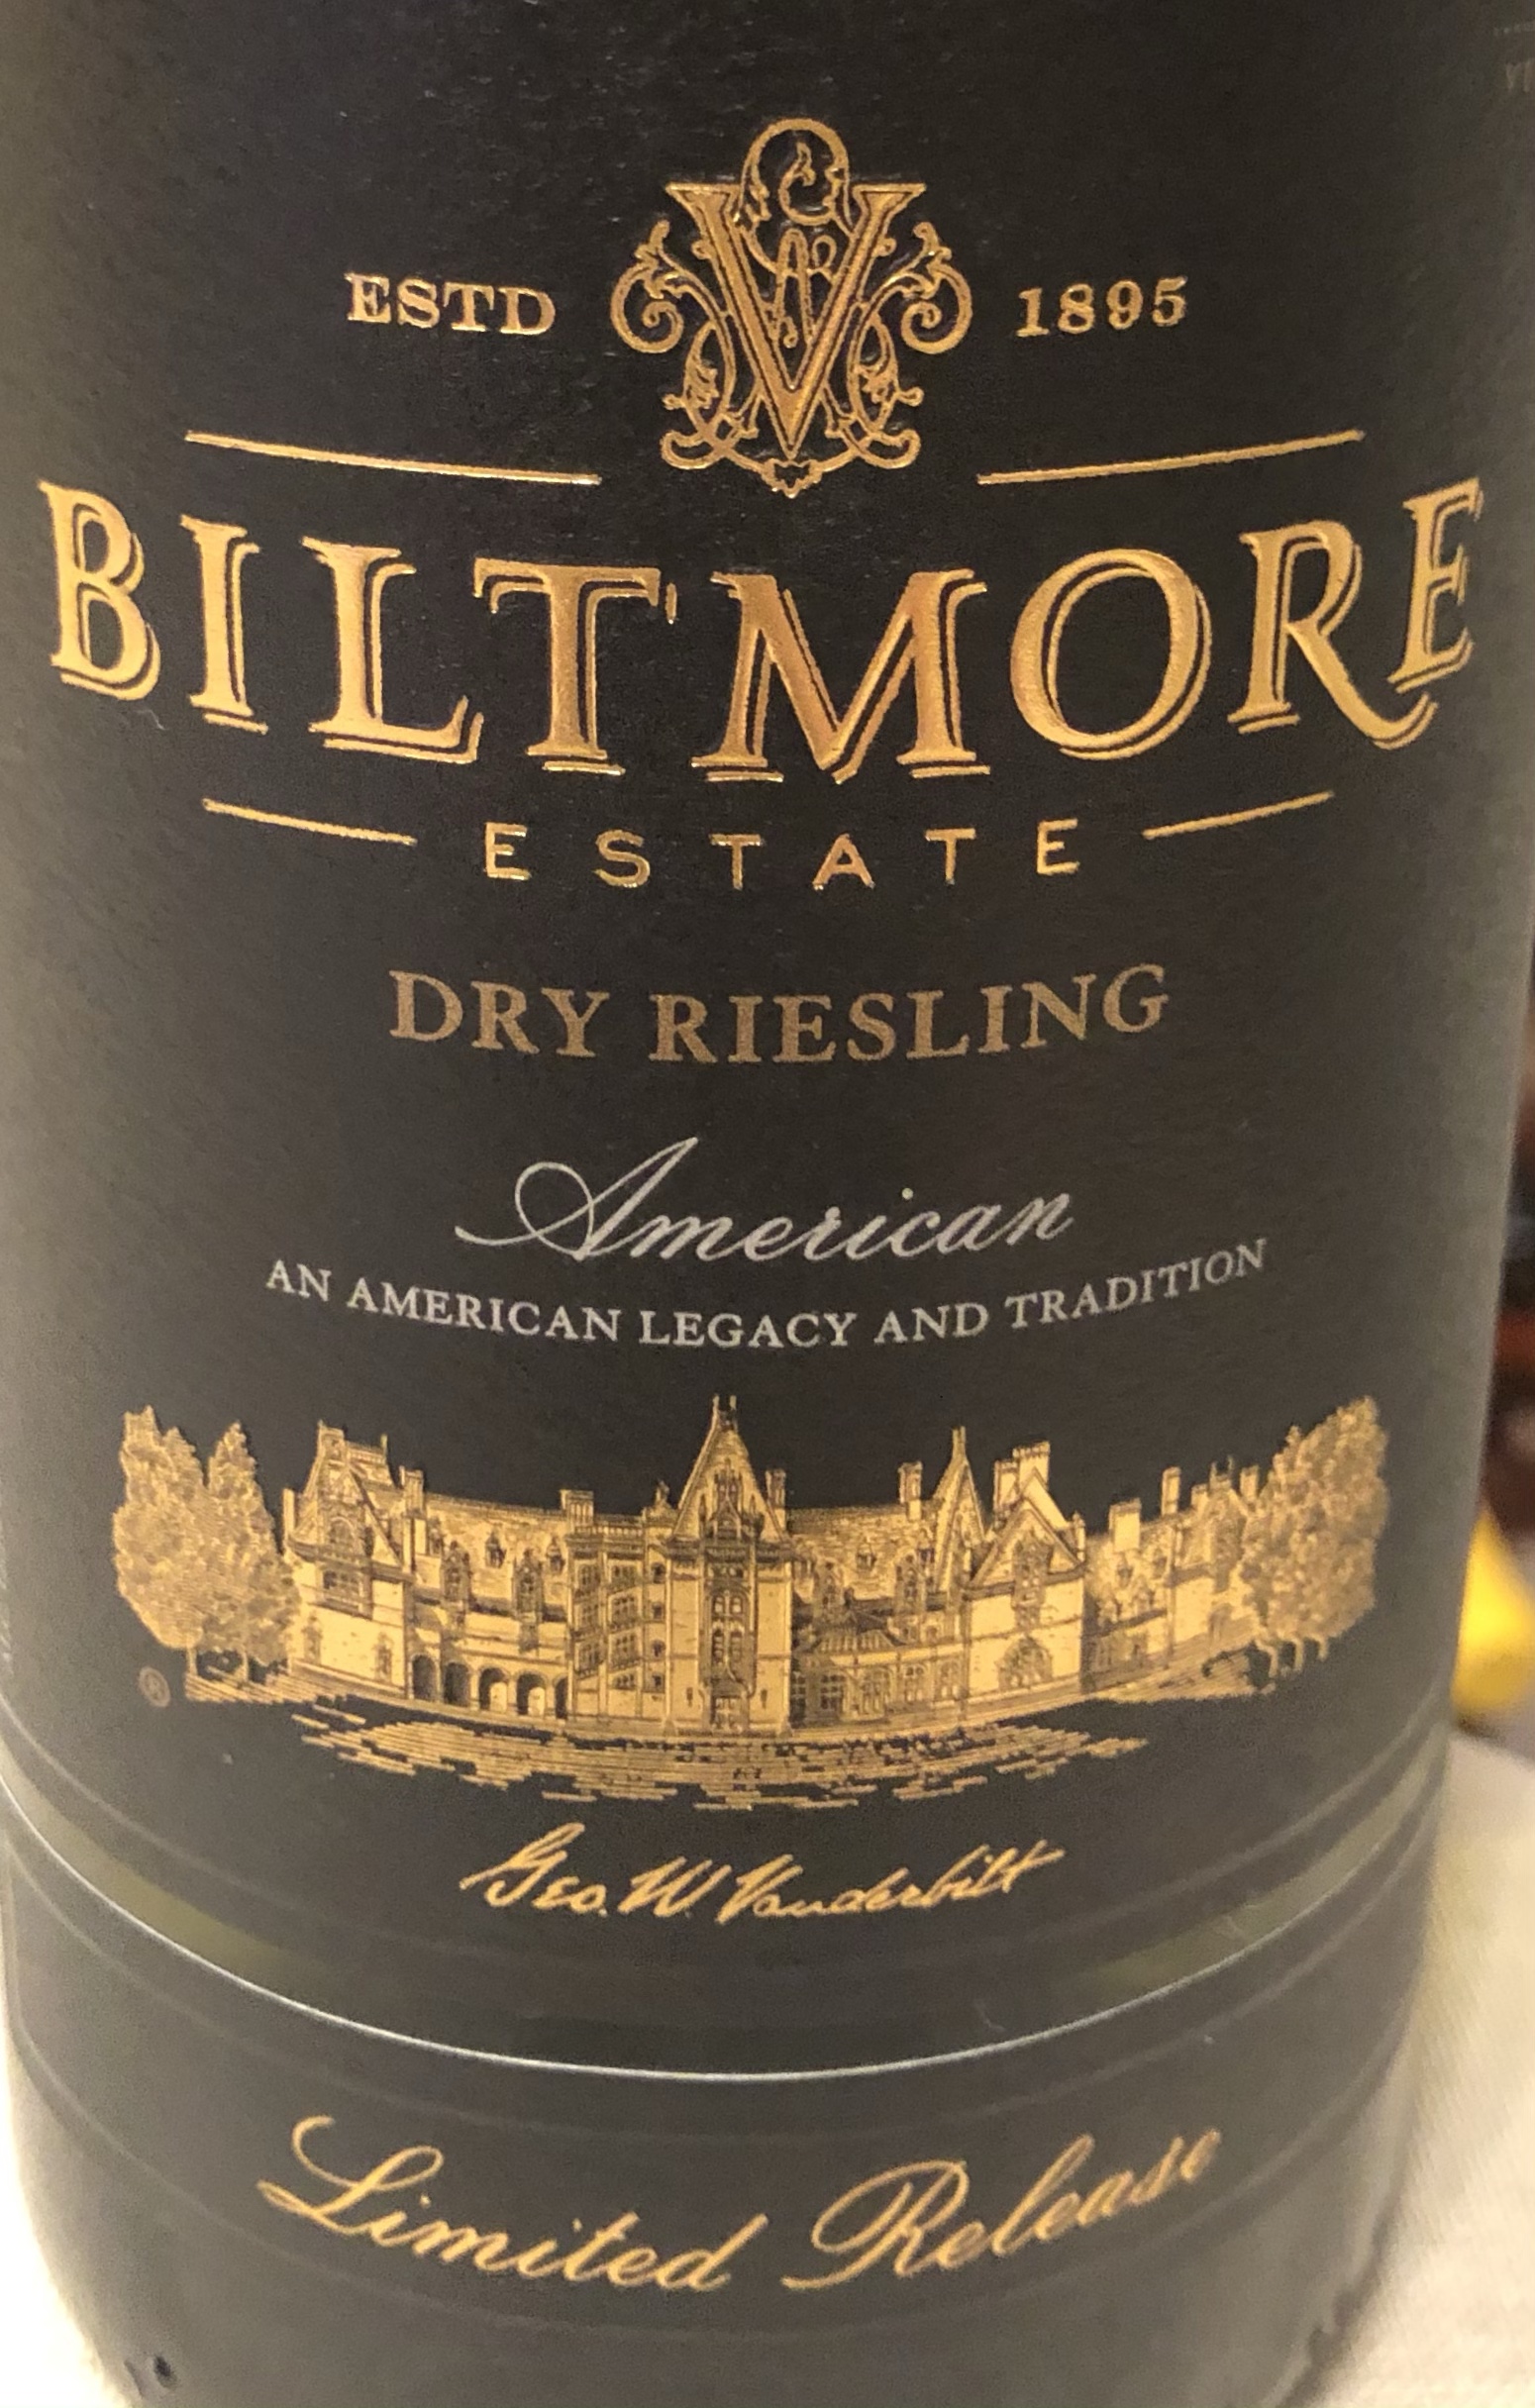 ESTD 1895
BILTMORE
ESTATE
DRY RIESLING
American
AN AMERICAN LEGACY AND TRADITION
®
Geo. W. Vanderbilt
Limited Release